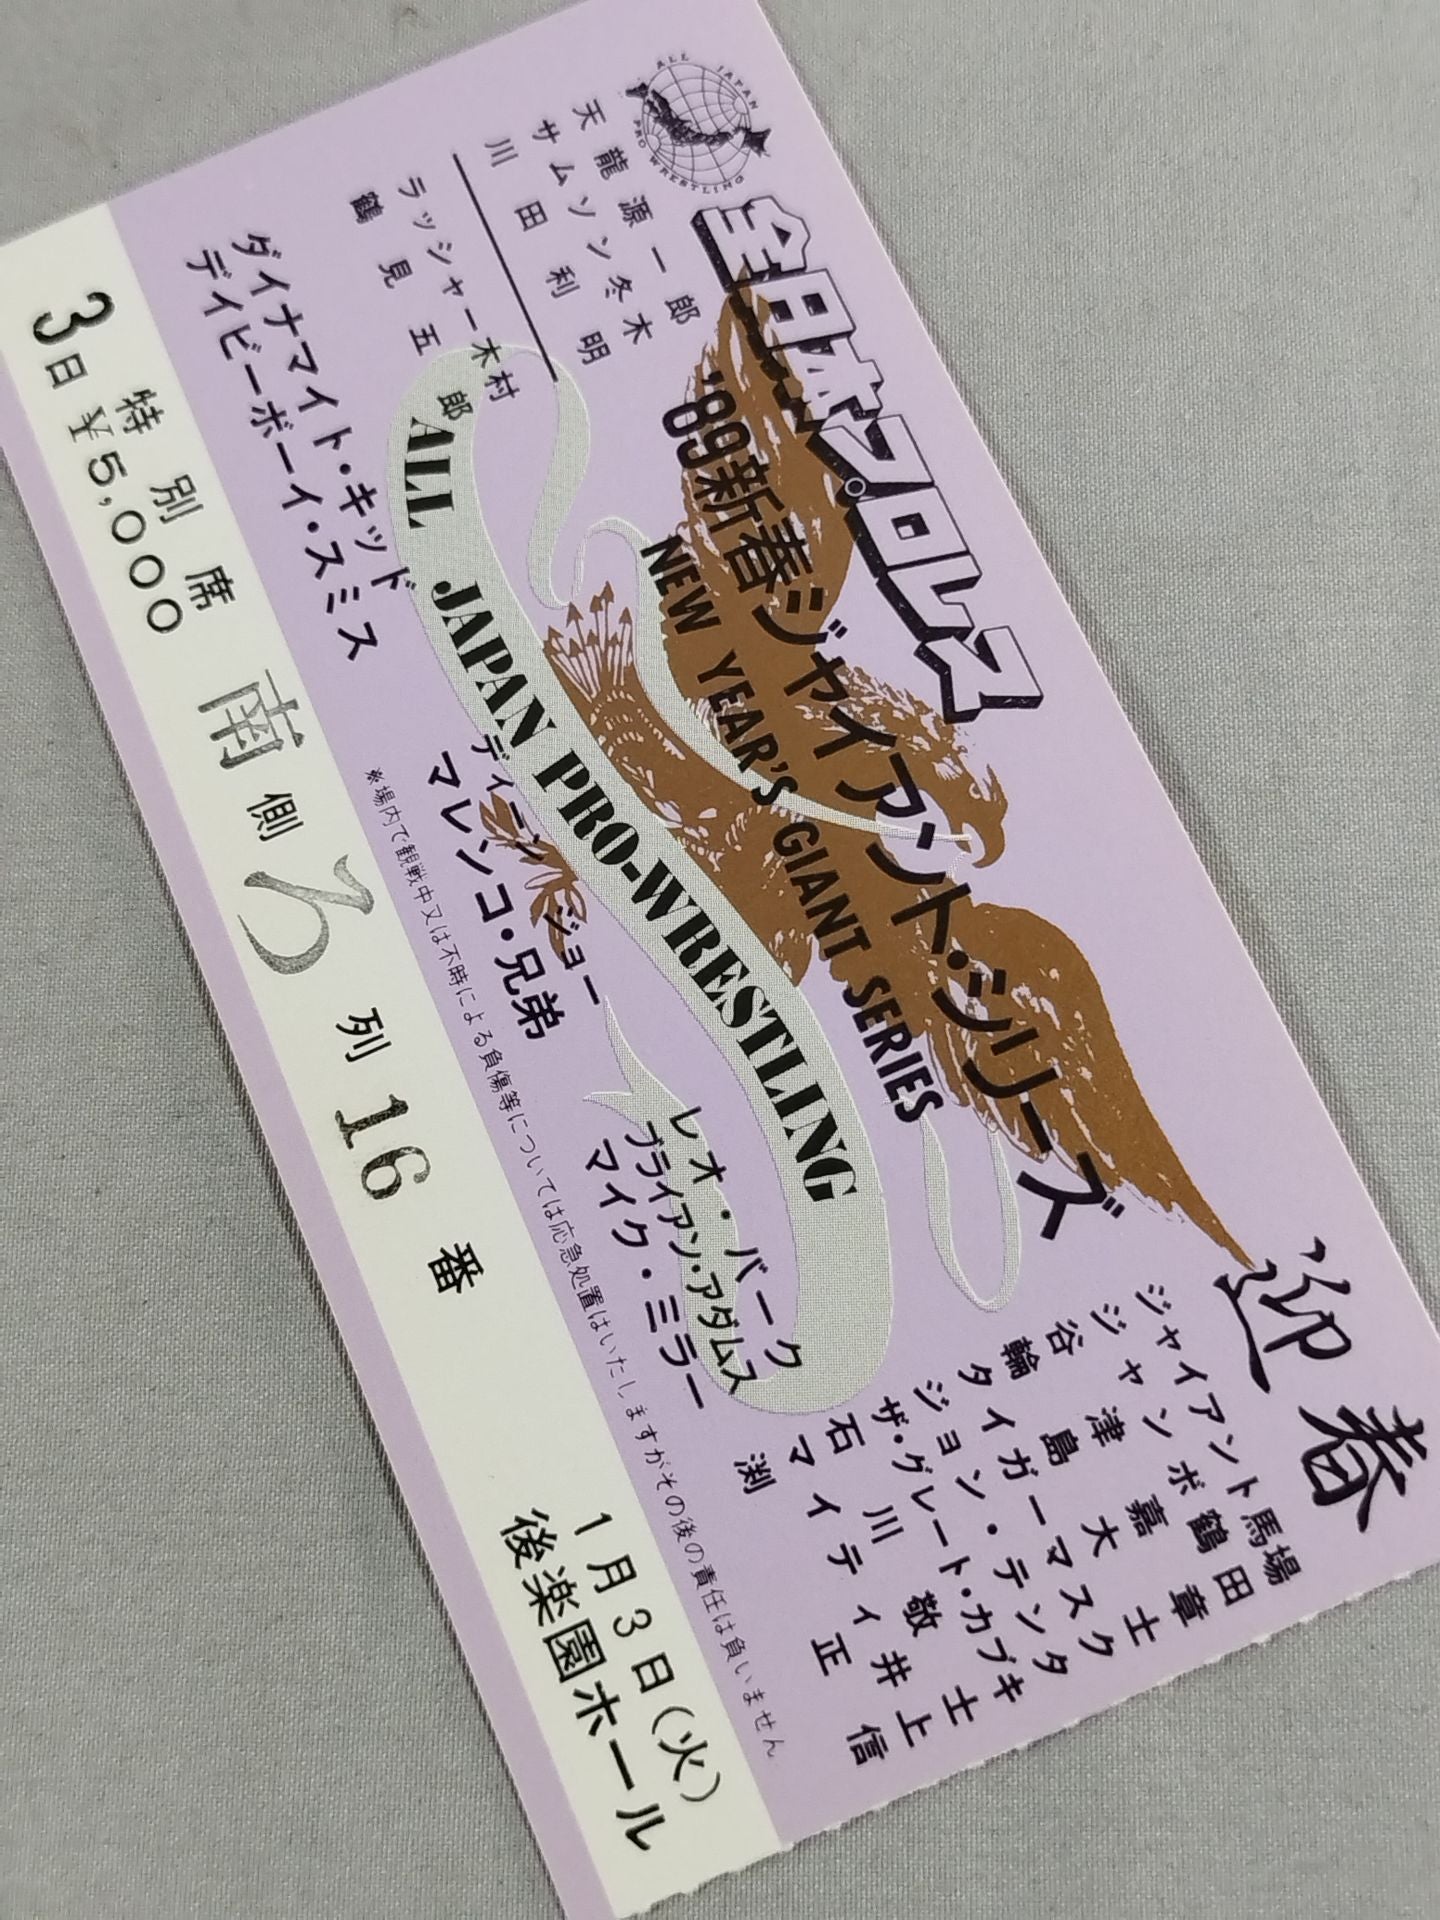 ALL JAPAN
PRO WRESTLING
全日本プロレス
'89新春ジャイアント・シリーズ
NEW YEAR'S GIANT SERIES
迎春
ALL JAPAN PRO-WRESTLING
天龍源一郎
サムソン冬木
川田利明
ラッシャー木村
鶴見五郎
ダイナマイト・キッド
デイビーボーイ・スミス
ディーン ジョー
マレンコ・兄弟
レオ・バーク
ブライアン・アダムス
マイク・ミラー
ジャイアント馬場
ジャンボ鶴田
谷津嘉章
輪島大士
タイガーマスク
ジョン・テンタ
ザ・グレート・カブキ
石川敬士
マイティ井上
渕正信
※場内で観戦中又は不時による負傷等については応急処置はいたしますがその後の責任は負いません
3日 特別席 ¥5,000
南側 ろ列 16番
1月3日(火)
後楽園ホール